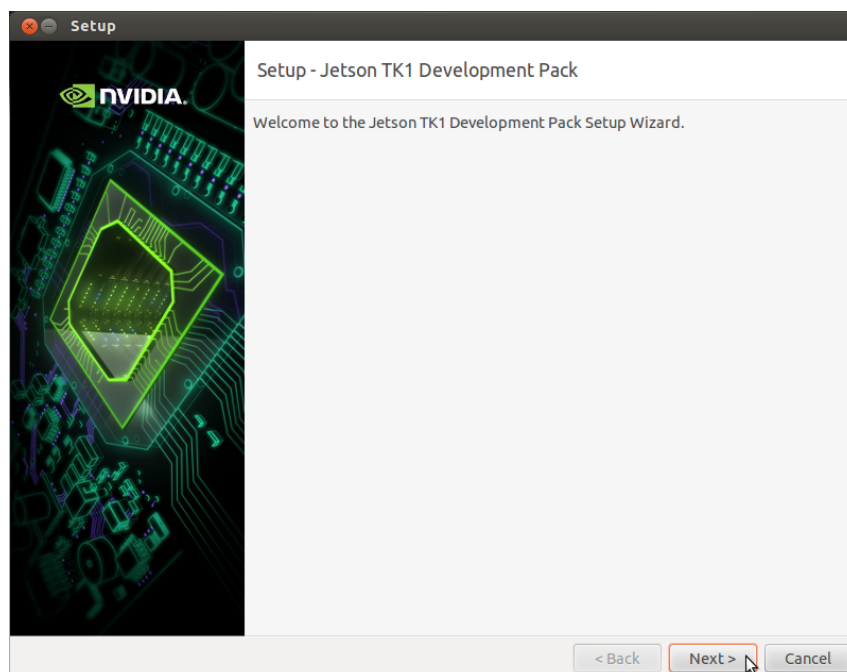 Setup
NVIDIA.
Setup - Jetson TK1 Development Pack
Welcome to the Jetson TK1 Development Pack Setup Wizard.
< Back Next > Cancel